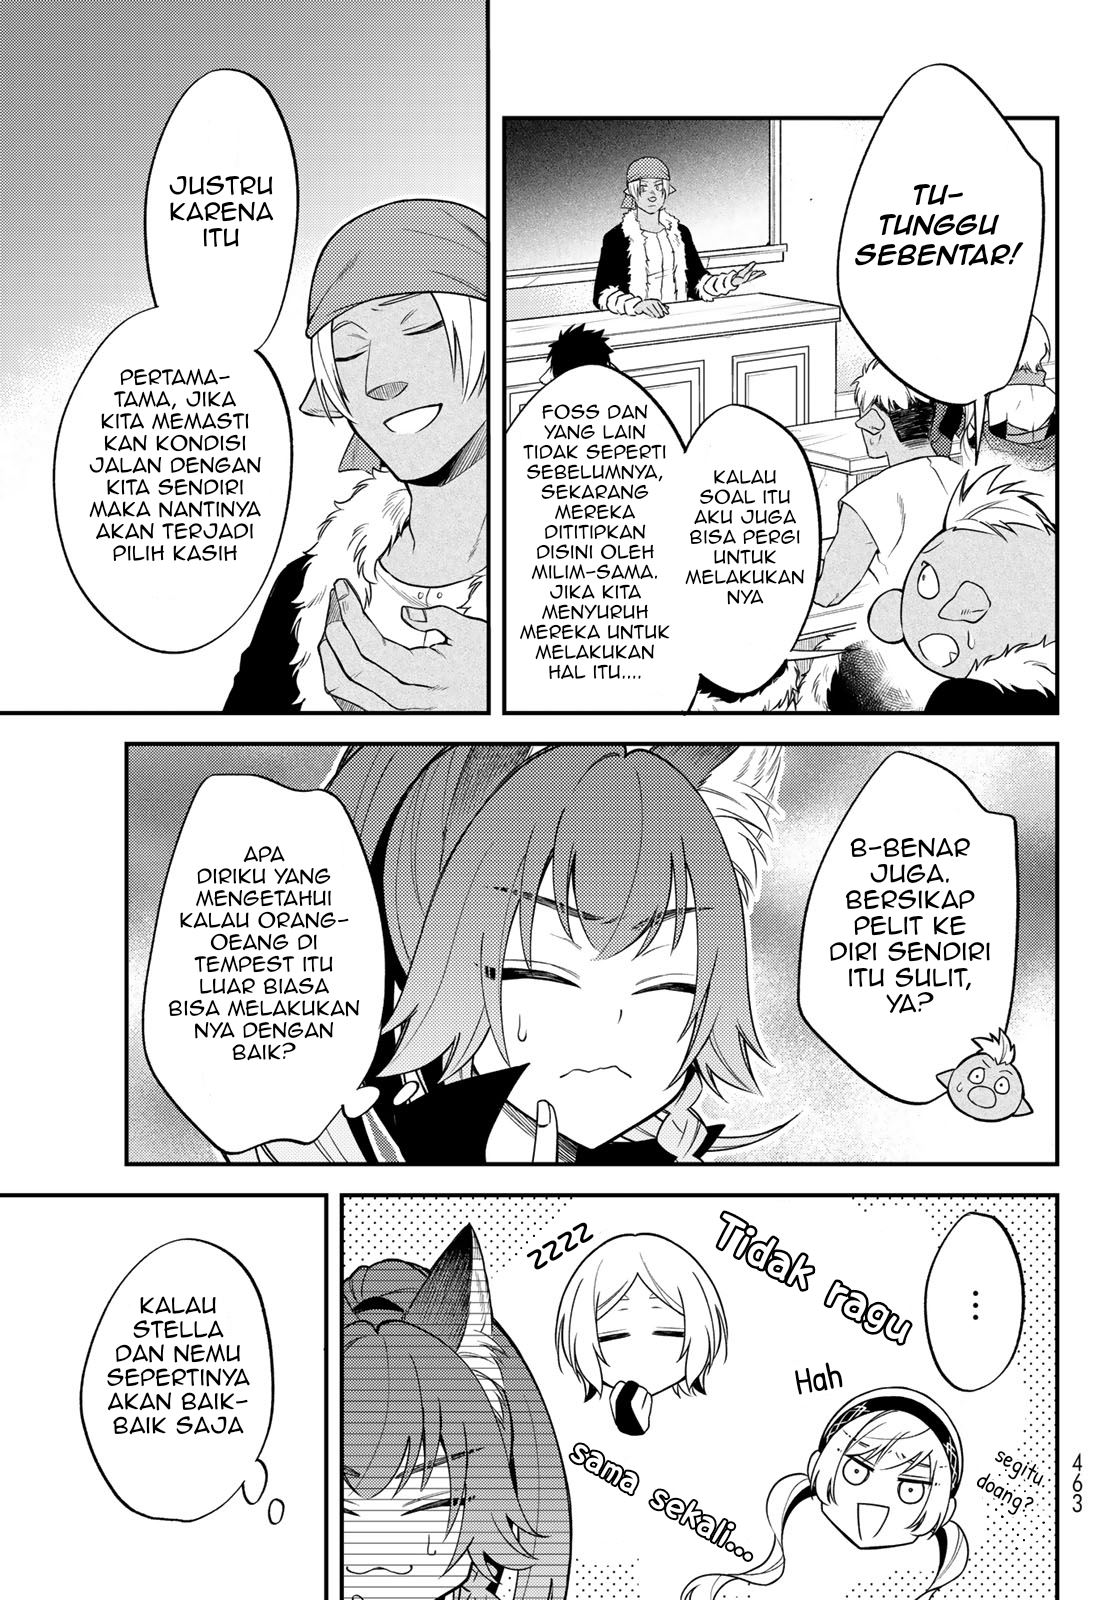 TU-
TUNGGU
SEBENTAR!
KALAU
SOAL ITU
AKU JUGA
BISA PERGI
UNTUK
MELAKUKAN
NYA
FOSS DAN
YANG LAIN
TIDAK SEPERTI
SEBELUMNYA,
SEKARANG
MEREKA
DITITIPKAN
DISINI OLEH
MILIM-SAMA.
JIKA KITA
MENYURUH
MEREKA UNTUK
MELAKUKAN
HAL ITU....
JUSTRU
KARENA
ITU
PERTAMA-
TAMA, JIKA
KITA MEMASTI
KAN KONDISI
JALAN DENGAN
KITA SENDIRI
MAKA NANTINYA
AKAN TERJADI
PILIH KASIH
B-BENAR
JUGA.
BERSIKAP
PELIT KE
DIRI SENDIRI
ITU SULIT,
YA?
APA
DIRIKU YANG
MENGETAHUI
KALAU ORANG-
OEANG DI
TEMPEST ITU
LUAR BIASA
BISA MELAKUKAN
NYA DENGAN
BAIK?
...
Tidak ragu
zzzz
Hah
segitu
doang?
sama sekali...
KALAU
STELLA
DAN NEMU
SEPERTINYA
AKAN BAIK-
BAIK SAJA
463